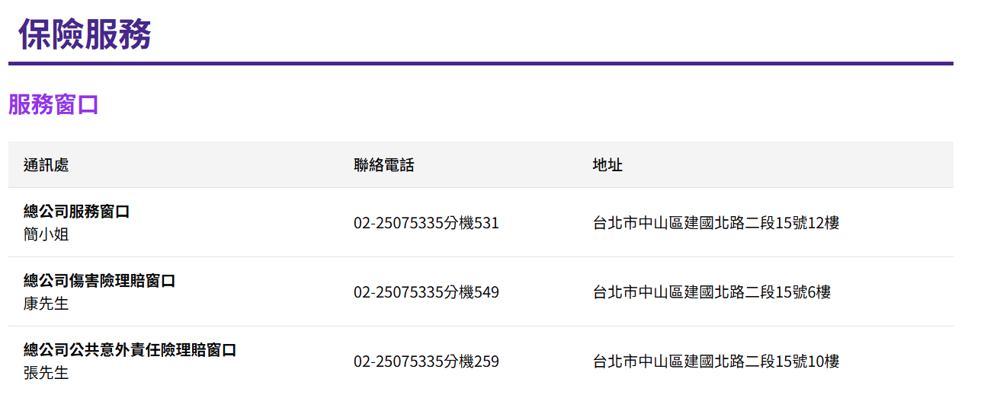 保險服務
服務窗口
通訊處 聯絡電話 地址
總公司服務窗口
簡小姐
02-25075335分機531 台北市中山區建國北路二段15號12樓
總公司傷害險理賠窗口
康先生
02-25075335分機549 台北市中山區建國北路二段15號6樓
總公司公共意外責任險理賠窗口
張先生
02-25075335分機259 台北市中山區建國北路二段15號10樓